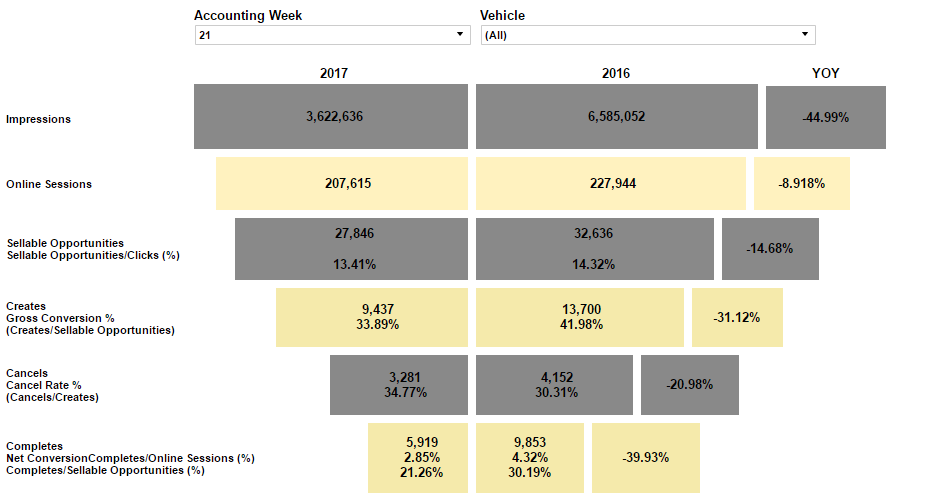 Accounting Week
Vehicle
21
(All)
2017
2016
YOY
Impressions
3,622,636
6,585,052
-44.99%
Online Sessions
207,615
227,944
-8.918%
Sellable Opportunities
Sellable Opportunities/Clicks (%)
27,846
13.41%
32,636
14.32%
-14.68%
Creates
Gross Conversion %
(Creates/Sellable Opportunities)
9,437
33.89%
13,700
41.98%
-31.12%
Cancels
Cancel Rate %
(Cancels/Creates)
3,281
34.77%
4,152
30.31%
-20.98%
Completes
Net ConversionCompletes/Online Sessions (%)
Completes/Sellable Opportunities (%)
5,919
2.85%
21.26%
9,853
4.32%
30.19%
-39.93%